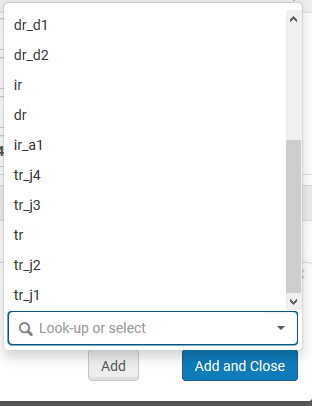 dr_d1
dr_d2
ir
dr
ir_a1
tr_j4
tr_j3
tr
tr_j2
tr_j1
Look-up or select
Add
Add and Close